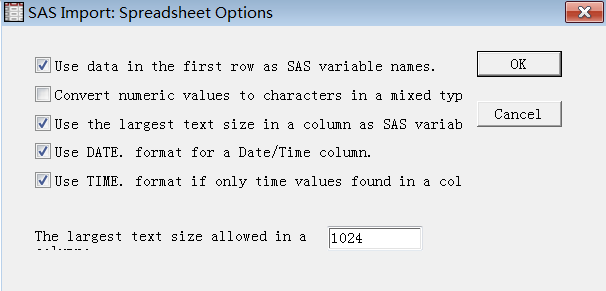 SAS Import: Spreadsheet Options
Use data in the first row as SAS variable names.
OK
Convert numeric values to characters in a mixed typ
Cancel
Use the largest text size in a column as SAS variab
Use DATE. format for a Date/Time column.
Use TIME. format if only time values found in a col
The largest text size allowed in a
1024